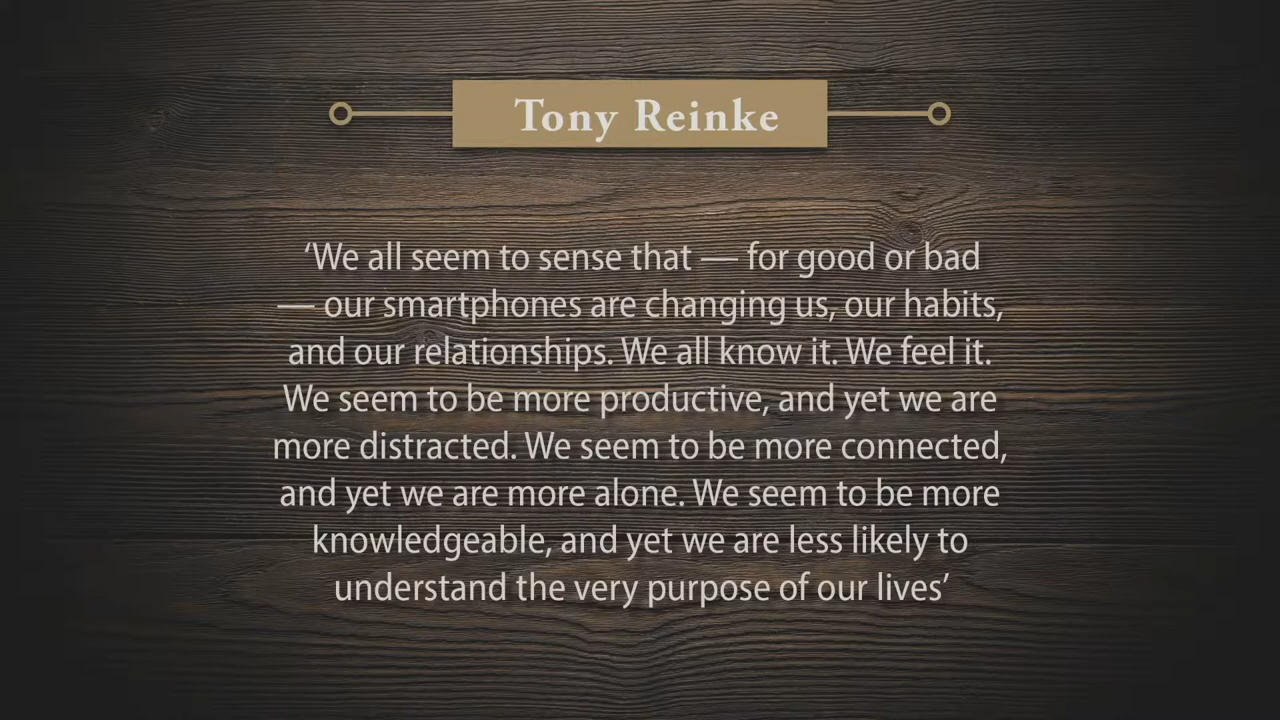 Tony Reinke
‘We all seem to sense that — for good or bad
— our smartphones are changing us, our habits,
and our relationships. We all know it. We feel it.
We seem to be more productive, and yet we are
more distracted. We seem to be more connected,
and yet we are more alone. We seem to be more
knowledgeable, and yet we are less likely to
understand the very purpose of our lives’